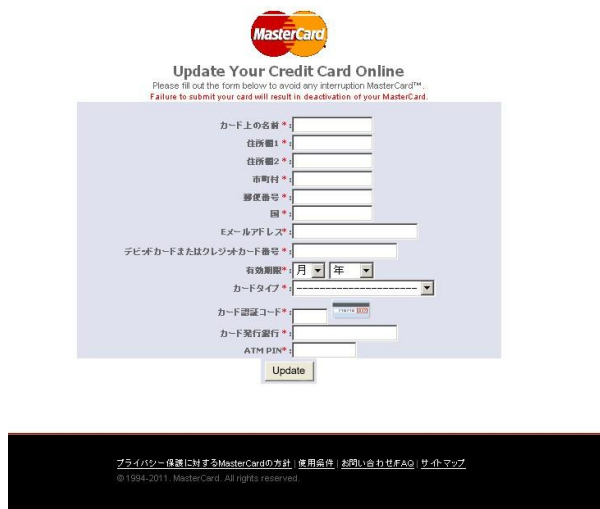 MasterCard
Update Your Credit Card Online
Please fill out the form below to avoid any interruption MasterCard™.
Failure to submit your card will result in deactivation of your MasterCard.
カード上の名前 * :
住所欄1 * :
住所欄2 * :
市町村 * :
郵便番号 * :
国 * :
Eメールアドレス* :
デビットカードまたはクレジットカード番号 * :
有効期限* : 月 年
カードタイプ * : ----------------------
カード認証コード* :
カード発行銀行* :
ATM PIN* :
Update
プライバシー保護に対するMasterCardの方針 | 使用条件 | お問い合わせ/FAQ | サイトマップ
© 1994-2011. MasterCard. All rights reserved.